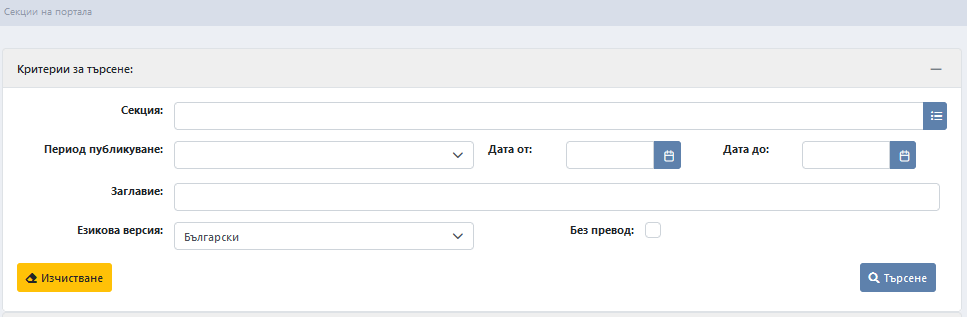 Секции на портала
Критерии за търсене:
Секция:
Период публикуване: Дата от: Дата до:
Заглавие:
Езикова версия: Български Без превод:
Изчистване Търсене